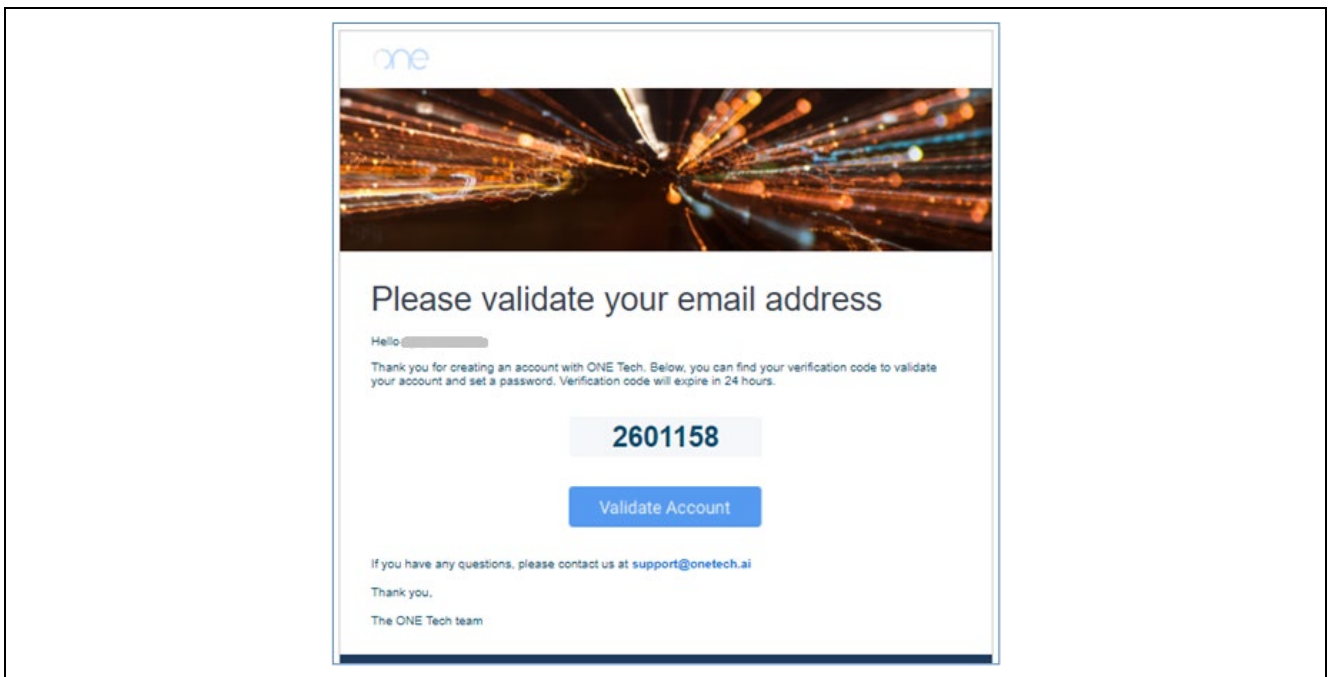 one
Please validate your email address
Hello
Thank you for creating an account with ONE Tech. Below, you can find your verification code to validate
your account and set a password. Verification code will expire in 24 hours.
2601158
Validate Account
If you have any questions, please contact us at support@onetech.ai
Thank you,
The ONE Tech team